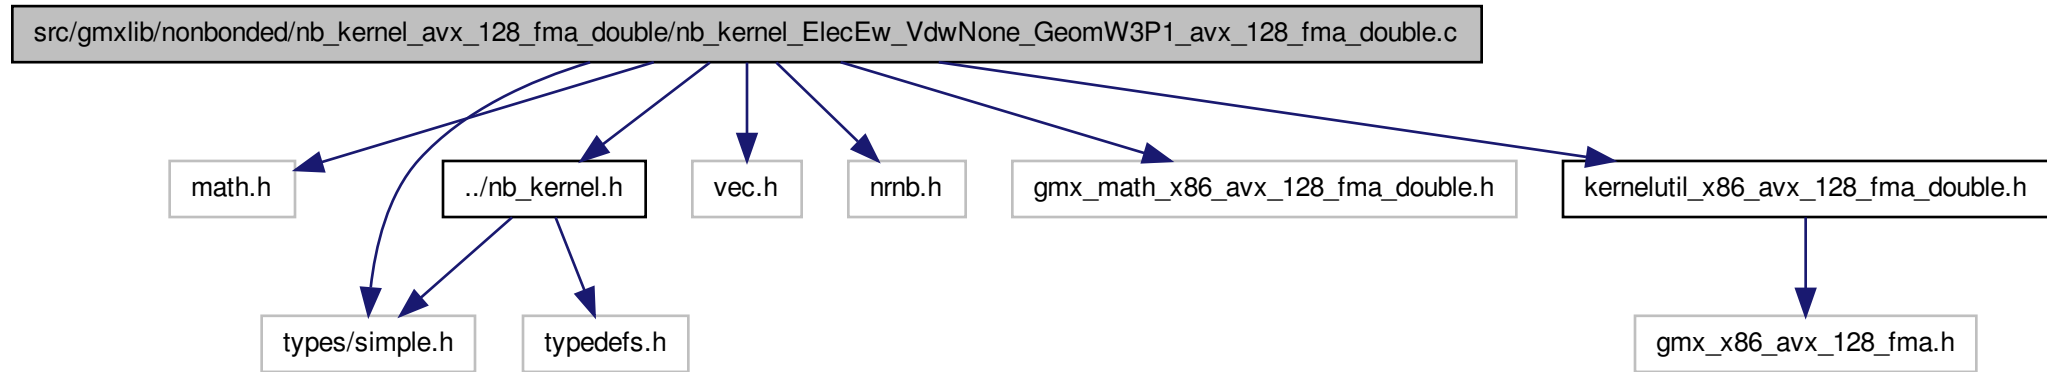 src/gmxlib/nonbonded/nb_kernel_avx_128_fma_double/nb_kernel_ElecEw_VdwNone_GeomW3P1_avx_128_fma_double.c
math.h
../nb_kernel.h
vec.h
nrnb.h
gmx_math_x86_avx_128_fma_double.h
kernelutil_x86_avx_128_fma_double.h
types/simple.h
typedefs.h
gmx_x86_avx_128_fma.h